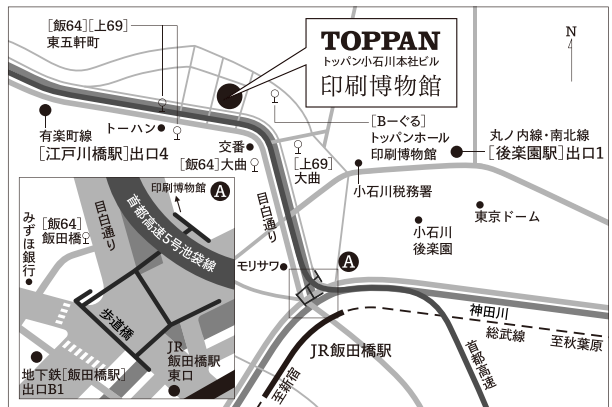 [飯64][上69]
東五軒町
TOPPAN
トッパン小石川本社ビル
印刷博物館
N
有楽町線
[江戸川橋駅]出口4
トーハン
交番
[飯64]大曲
[上69]
大曲
[Bーぐる]
トッパンホール
印刷博物館
丸ノ内線・南北線
[後楽園駅]出口1
小石川税務署
東京ドーム
小石川
後楽園
目白通り
モリサワ
A
神田川
総武線
至秋葉原
首都高速
JR飯田橋駅
至新宿
印刷博物館
A
首都高速5号池袋線
目白通り
[飯64]
飯田橋
みずほ銀行
歩道橋
JR
飯田橋駅
東口
地下鉄[飯田橋駅]
出口B1